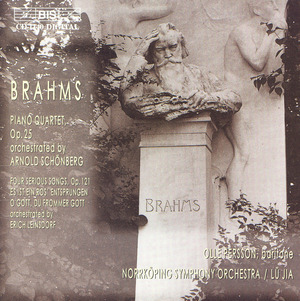 BIS
CD-DIGITAL
BRAHMS
PIANO QUARTET,
Op. 25
orchestrated by
ARNOLD SCHÖNBERG
FOUR SERIOUS SONGS, Op. 121
ES IST EIN ROS' ENTSPRUNGEN
O GOTT, DU FROMMER GOTT
orchestrated by
ERICH LEINSDORF
BRAHMS
OLLE PERSSON, baritone
NORRKÖPING SYMPHONY ORCHESTRA / LÜ JIA